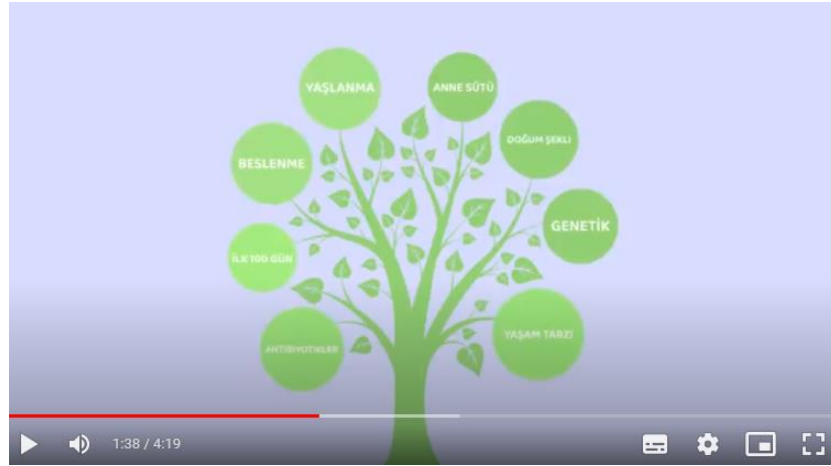 YAŞLANMA
ANNE SÜTÜ
DOĞUM ŞEKLİ
BESLENME
GENETİK
İLK 100 GÜN
ANTİBİYOTİKLER
YAŞAM TARZI
1:38 / 4:19